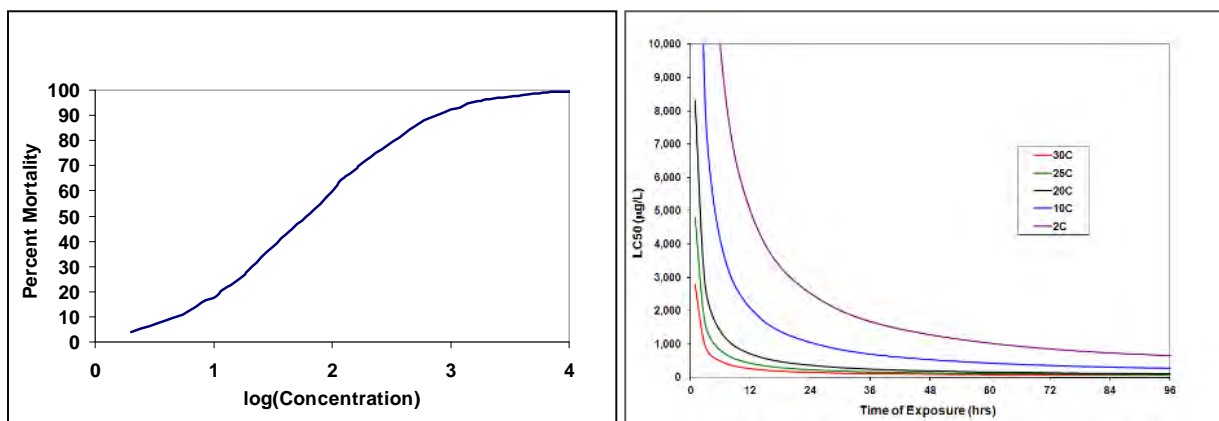 100
90
80
70
60
50
40
30
20
10
0
Percent Mortality
0 1 2 3 4
log(Concentration)
10,000
9,000
8,000
7,000
6,000
5,000
4,000
3,000
2,000
1,000
0
LC50 (µg/L)
30C
25C
20C
10C
2C
0 12 24 36 48 60 72 84 96
Time of Exposure (hrs)